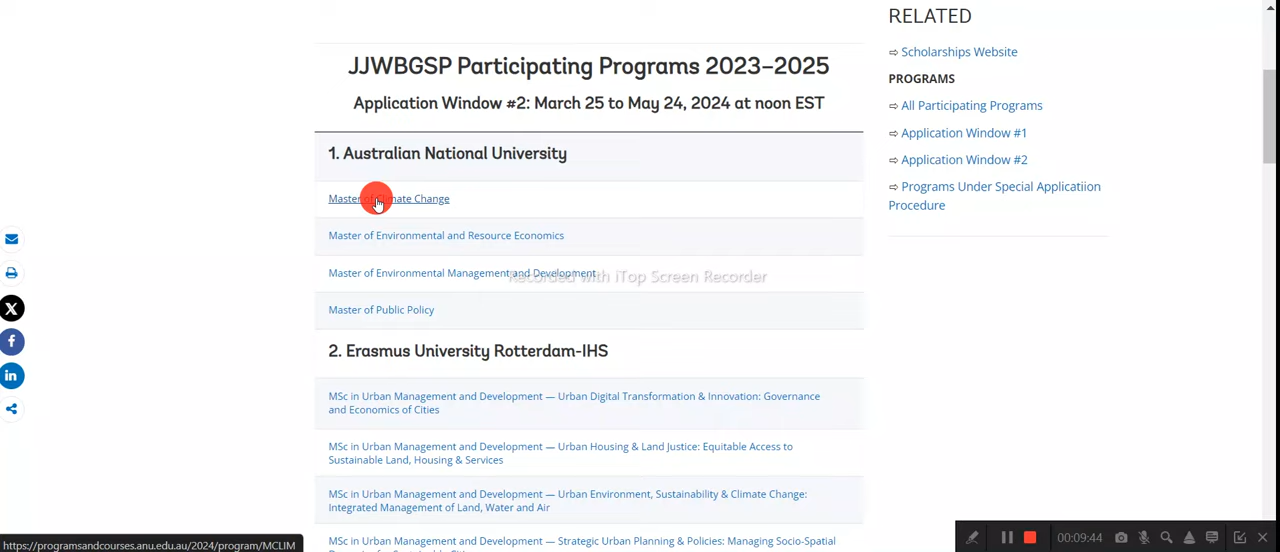 JJWBGSP Participating Programs 2023–2025
Application Window #2: March 25 to May 24, 2024 at noon EST
1. Australian National University
Master of Climate Change
Master of Environmental and Resource Economics
Master of Environmental Management and Development
Recorded with iTop Screen Recorder
Master of Public Policy
2. Erasmus University Rotterdam-IHS
MSc in Urban Management and Development — Urban Digital Transformation & Innovation: Governance
and Economics of Cities
MSc in Urban Management and Development — Urban Housing & Land Justice: Equitable Access to
Sustainable Land, Housing & Services
MSc in Urban Management and Development — Urban Environment, Sustainability & Climate Change:
Integrated Management of Land, Water and Air
MSc in Urban Management and Development — Strategic Urban Planning & Policies: Managing Socio-Spatial
RELATED
⇨ Scholarships Website
PROGRAMS
⇨ All Participating Programs
⇨ Application Window #1
⇨ Application Window #2
⇨ Programs Under Special Applicatiion
Procedure
X
f
in
https://programsandcourses.anu.edu.au/2024/program/MCLIM
00:09:44